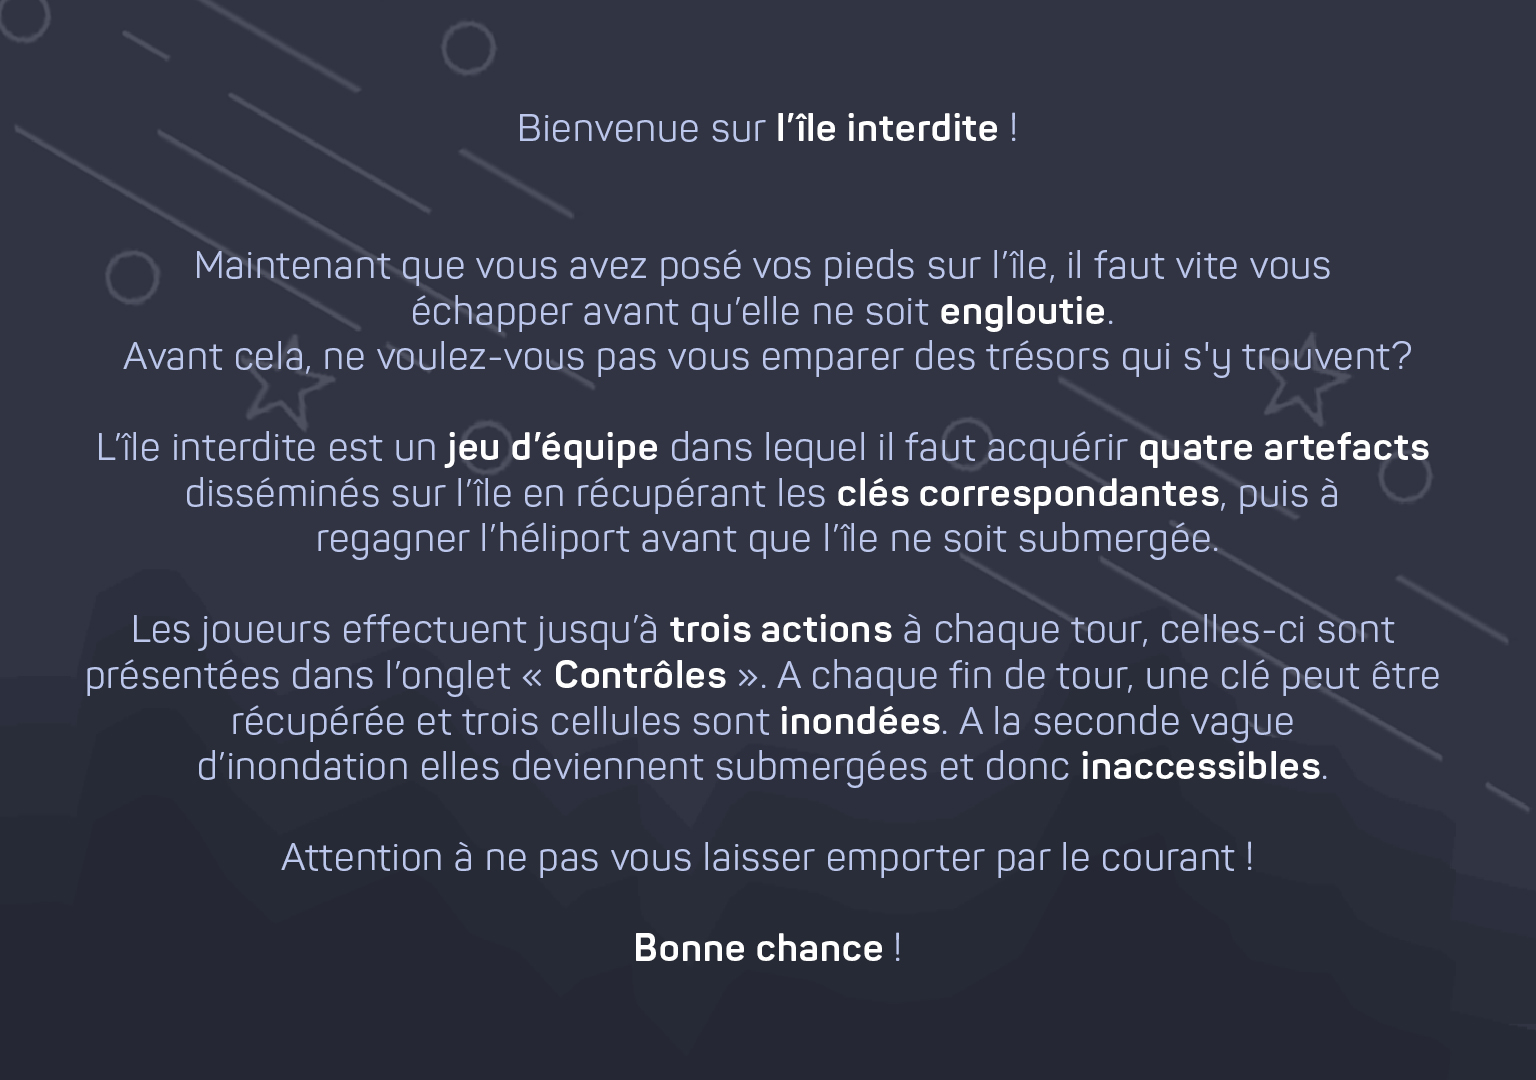 Bienvenue sur l’île interdite !
Maintenant que vous avez posé vos pieds sur l’île, il faut vite vous
échapper avant qu’elle ne soit engloutie.
Avant cela, ne voulez-vous pas vous emparer des trésors qui s'y trouvent?
L’île interdite est un jeu d’équipe dans lequel il faut acquérir quatre artefacts
disséminés sur l’île en récupérant les clés correspondantes, puis à
regagner l’héliport avant que l’île ne soit submergée.
Les joueurs effectuent jusqu’à trois actions à chaque tour, celles-ci sont
présentées dans l’onglet « Contrôles ». A chaque fin de tour, une clé peut être
récupérée et trois cellules sont inondées. A la seconde vague
d’inondation elles deviennent submergées et donc inaccessibles.
Attention à ne pas vous laisser emporter par le courant !
Bonne chance !